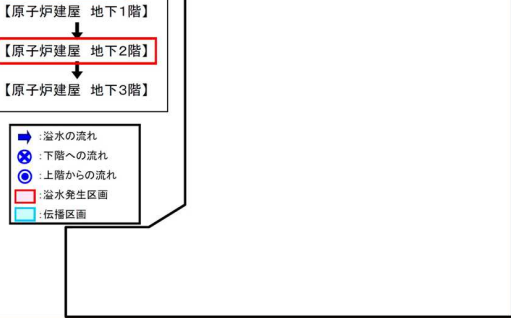 【原子炉建屋 地下1階】
【原子炉建屋 地下2階】
【原子炉建屋 地下3階】
:溢水の流れ
:下階への流れ
:上階からの流れ
:溢水発生区画
:伝播区画